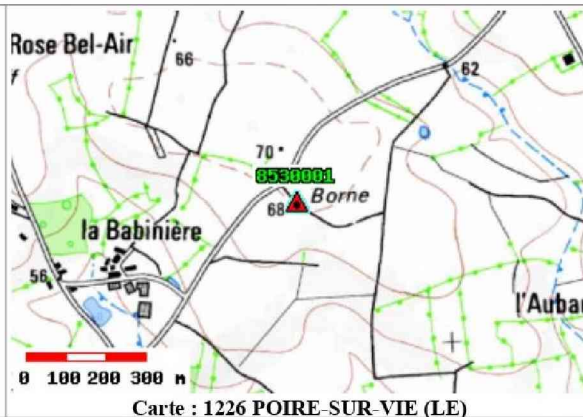 Rose Bel-Air
66
62
70
8530001
68 Borne
la Babinière
56
l'Aubau
0 100 200 300 m
Carte : 1226 POIRE-SUR-VIE (LE)